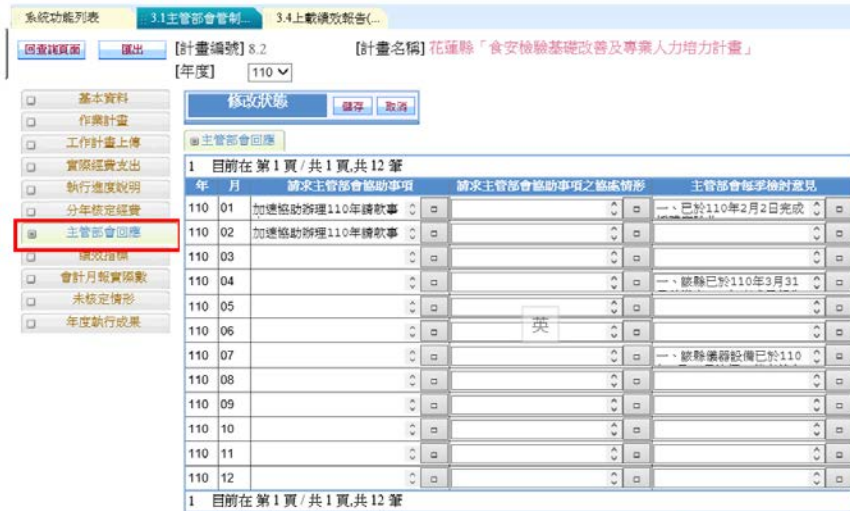 系統功能列表 3.1主管部會管制... 3.4上載績效報告(...
回查詢頁面 匯出 [計畫編號] 8.2 [計畫名稱] 花蓮縣「食安檢驗基礎改善及專業人力培力計畫」
[年度] 110
基本資料
作業計畫
工作計畫上傳
實際經費支出
執行進度說明
分年核定經費
主管部會回應
績效指標
會計月報實際數
未核定情形
年度執行成果
修改狀態 儲存 取消
主管部會回應
1 目前在 第 1 頁 / 共 1 頁,共 12 筆
年 月 請求主管部會協助事項 請求主管部會協助事項之協處情形 主管部會每季檢討意見
110 01 加速協助辦理110年請款事 一、已於110年2月2日完成
110 02 加速協助辦理110年請款事
110 03
110 04 一、該縣已於110年3月31
110 05
110 06
110 07 一、該縣儀器設備已於110
110 08
110 09
110 10
110 11
110 12
英
1 目前在 第 1 頁 / 共 1 頁,共 12 筆